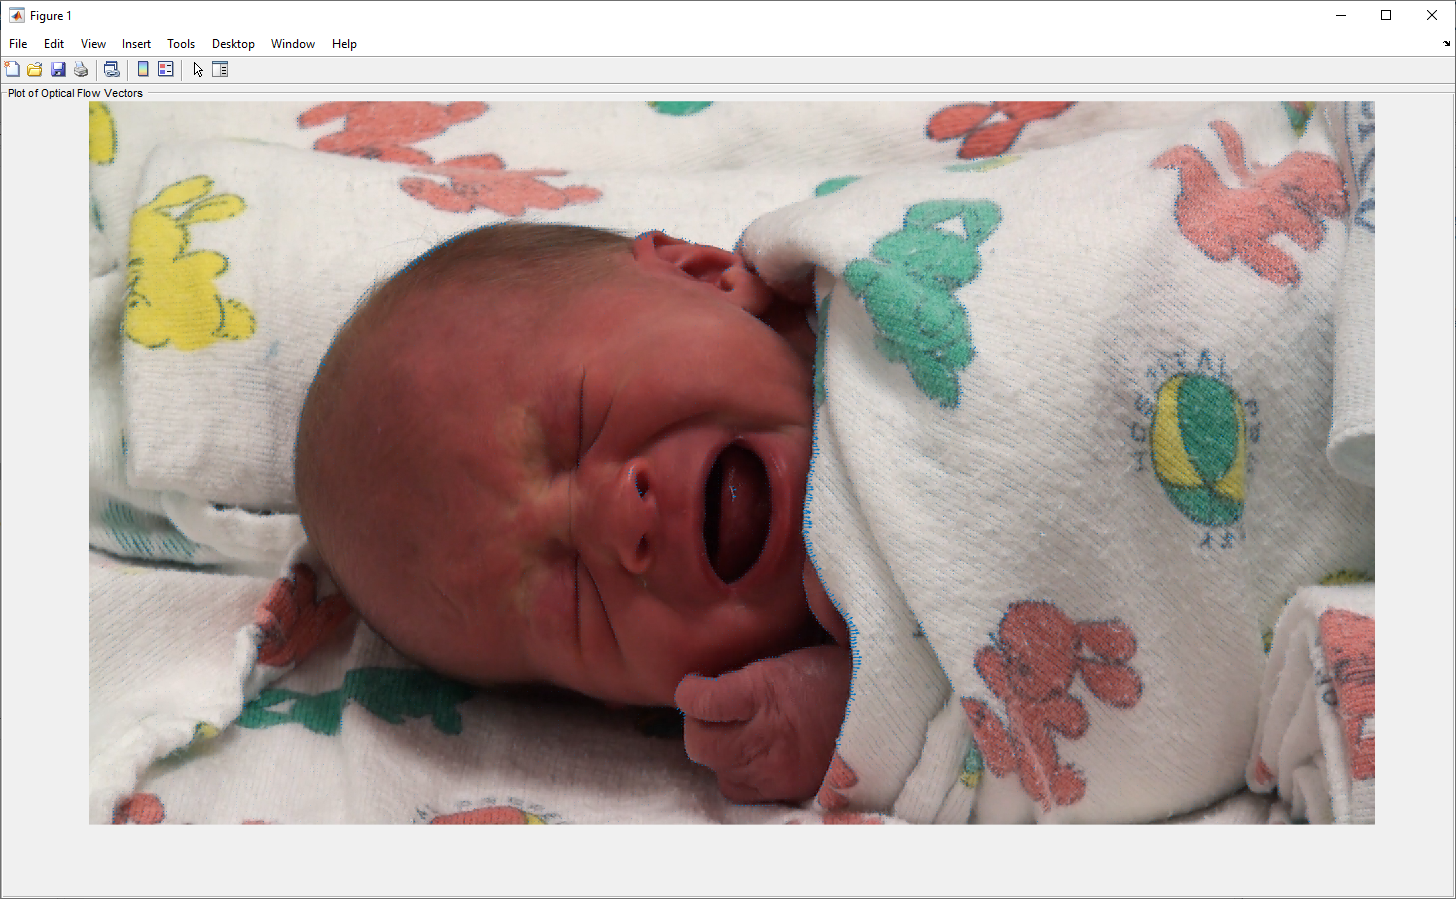 Figure 1
File Edit View Insert Tools Desktop Window Help
Plot of Optical Flow Vectors